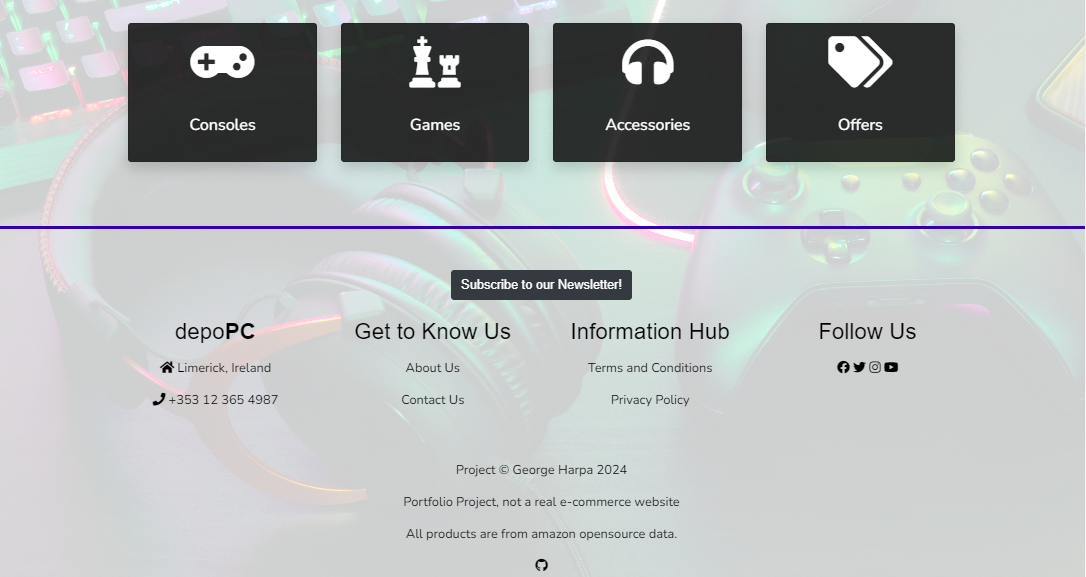 Consoles
Games
Accessories
Offers
Subscribe to our Newsletter!
depoPC
Limerick, Ireland
+353 12 365 4987
Get to Know Us
About Us
Contact Us
Information Hub
Terms and Conditions
Privacy Policy
Follow Us
Project © George Harpa 2024
Portfolio Project, not a real e-commerce website
All products are from amazon opensource data.